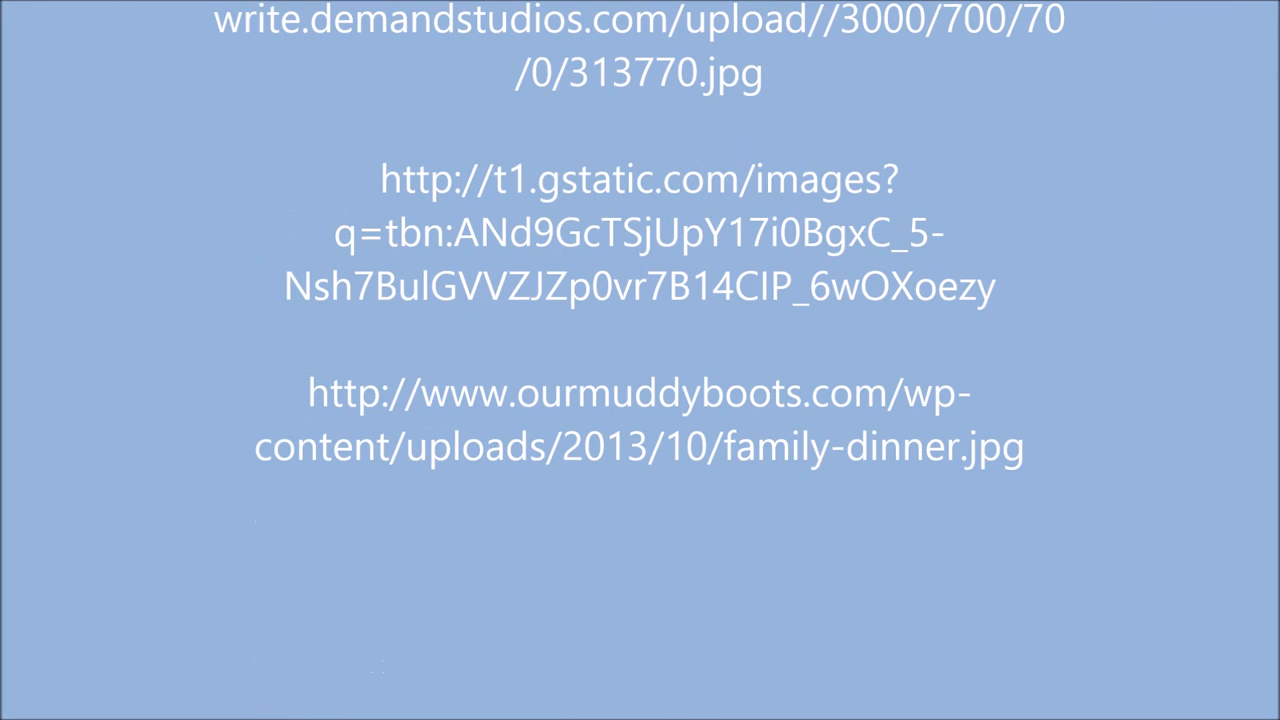 write.demandstudios.com/upload//3000/700/70
/0/313770.jpg
http://t1.gstatic.com/images?
q=tbn:ANd9GcTSjUpY17i0BgxC_5-
Nsh7BulGVVZJZp0vr7B14CIP_6wOXoezy
http://www.ourmuddyboots.com/wp-
content/uploads/2013/10/family-dinner.jpg